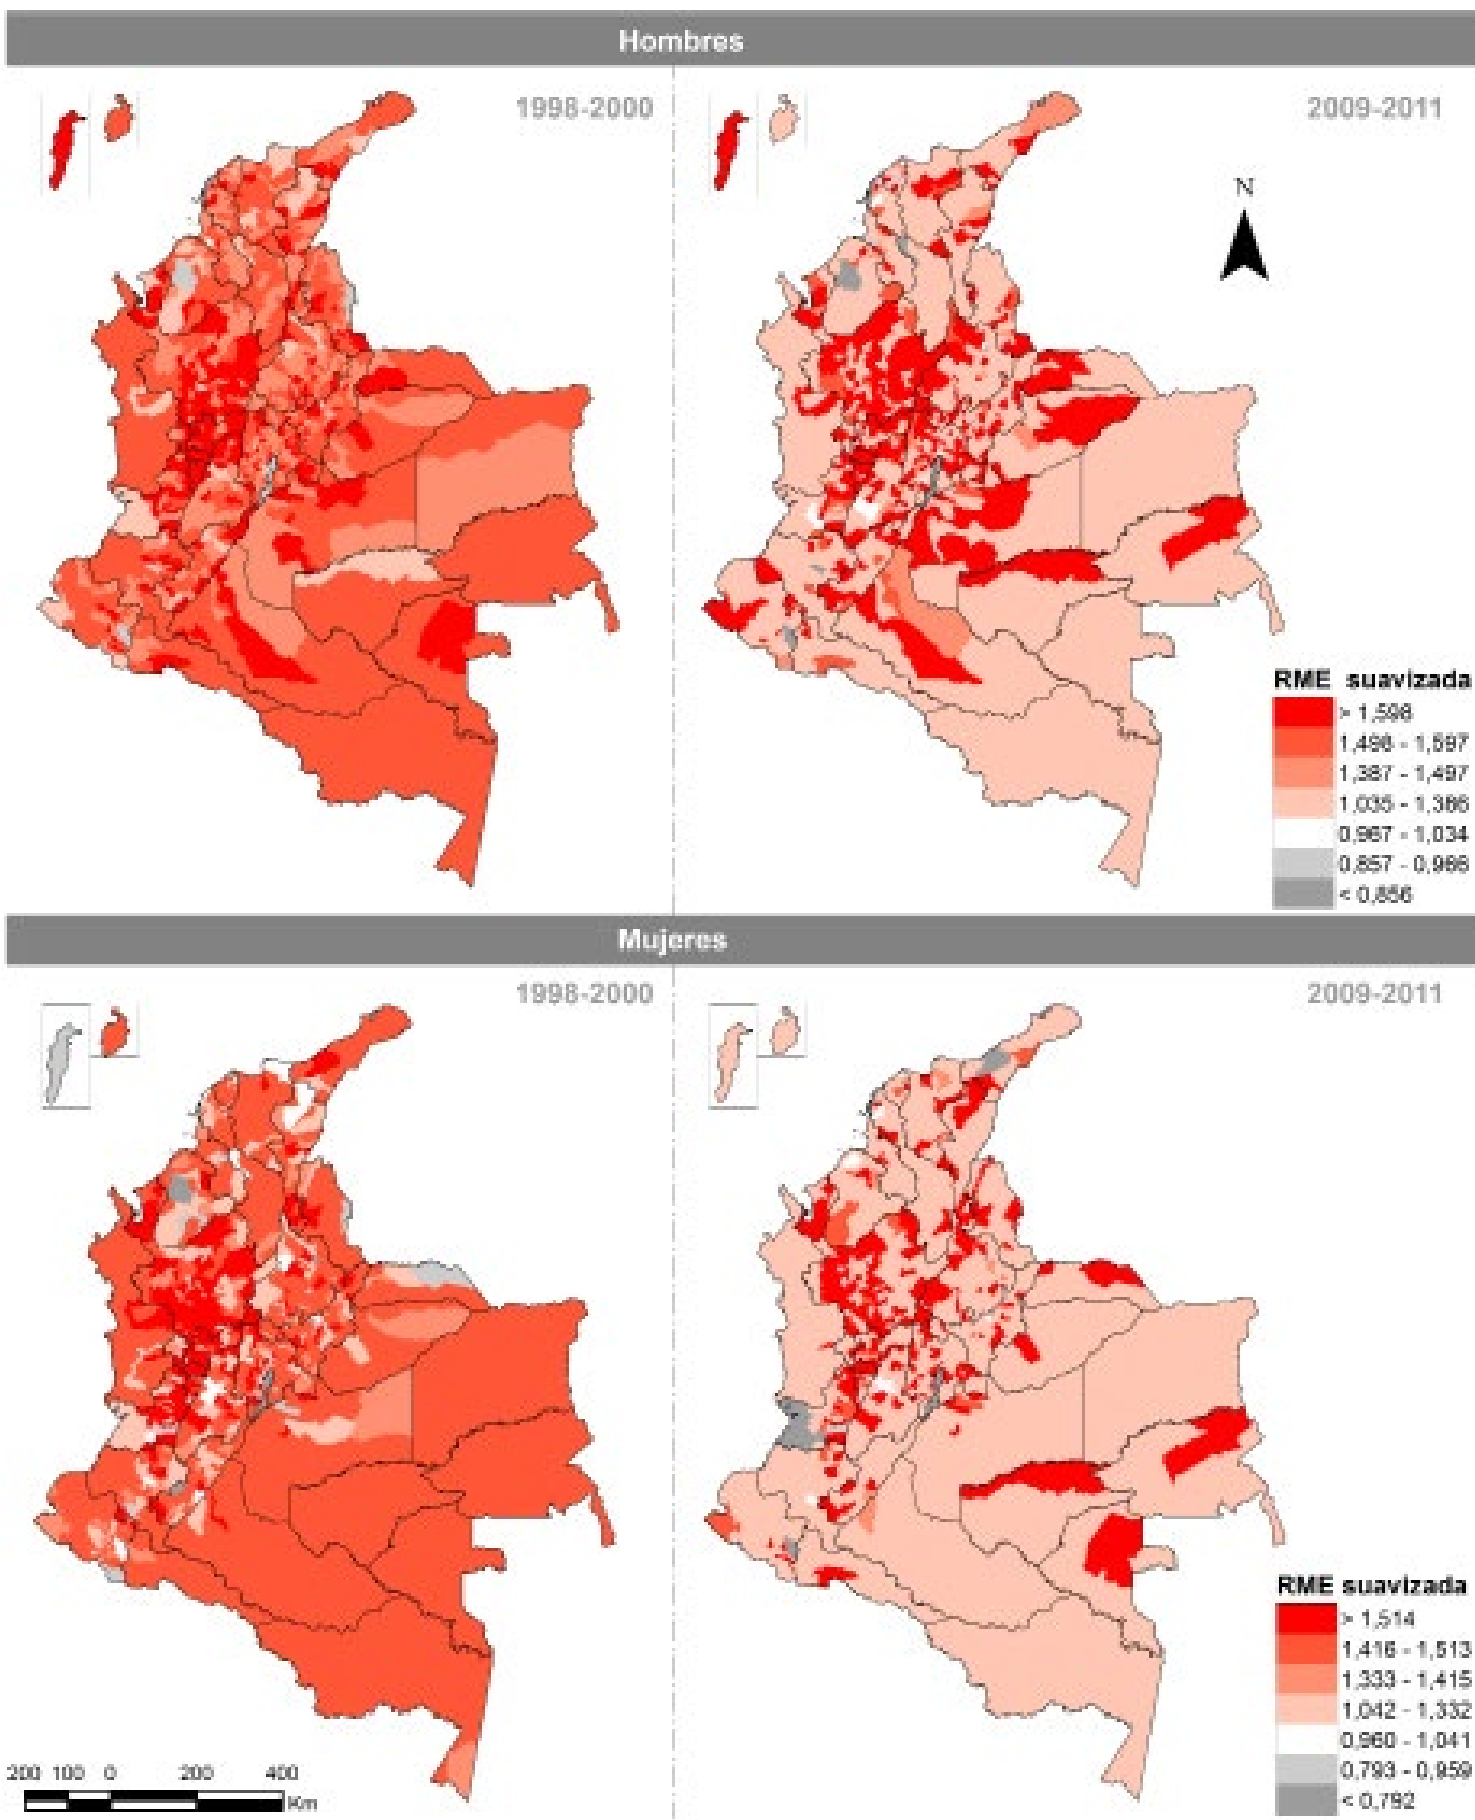 Hombres
1998-2000
2009-2011
N
RME suavizada
> 1,598
1,498 - 1,597
1,387 - 1,497
1,035 - 1,386
0,967 - 1,034
0,857 - 0,966
< 0,856
Mujeres
1998-2000
2009-2011
RME suavizada
> 1,514
1,416 - 1,513
1,333 - 1,415
1,042 - 1,332
0,960 - 1,041
0,793 - 0,959
< 0,792
200 100 0 200 400
Km